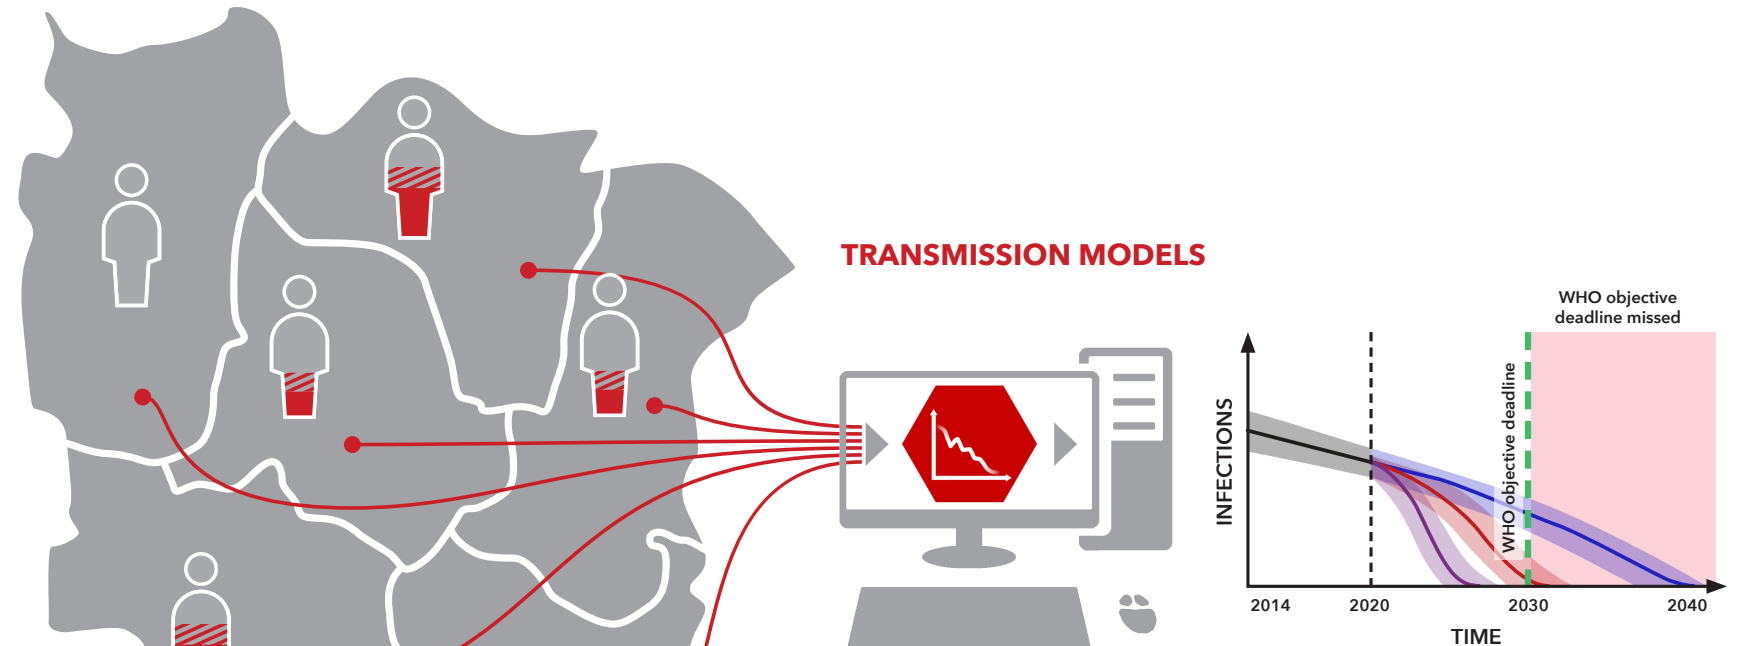 TRANSMISSION MODELS
WHO objective
deadline missed
WHO objective deadline
INFECTIONS
2014
2020
2030
2040
TIME